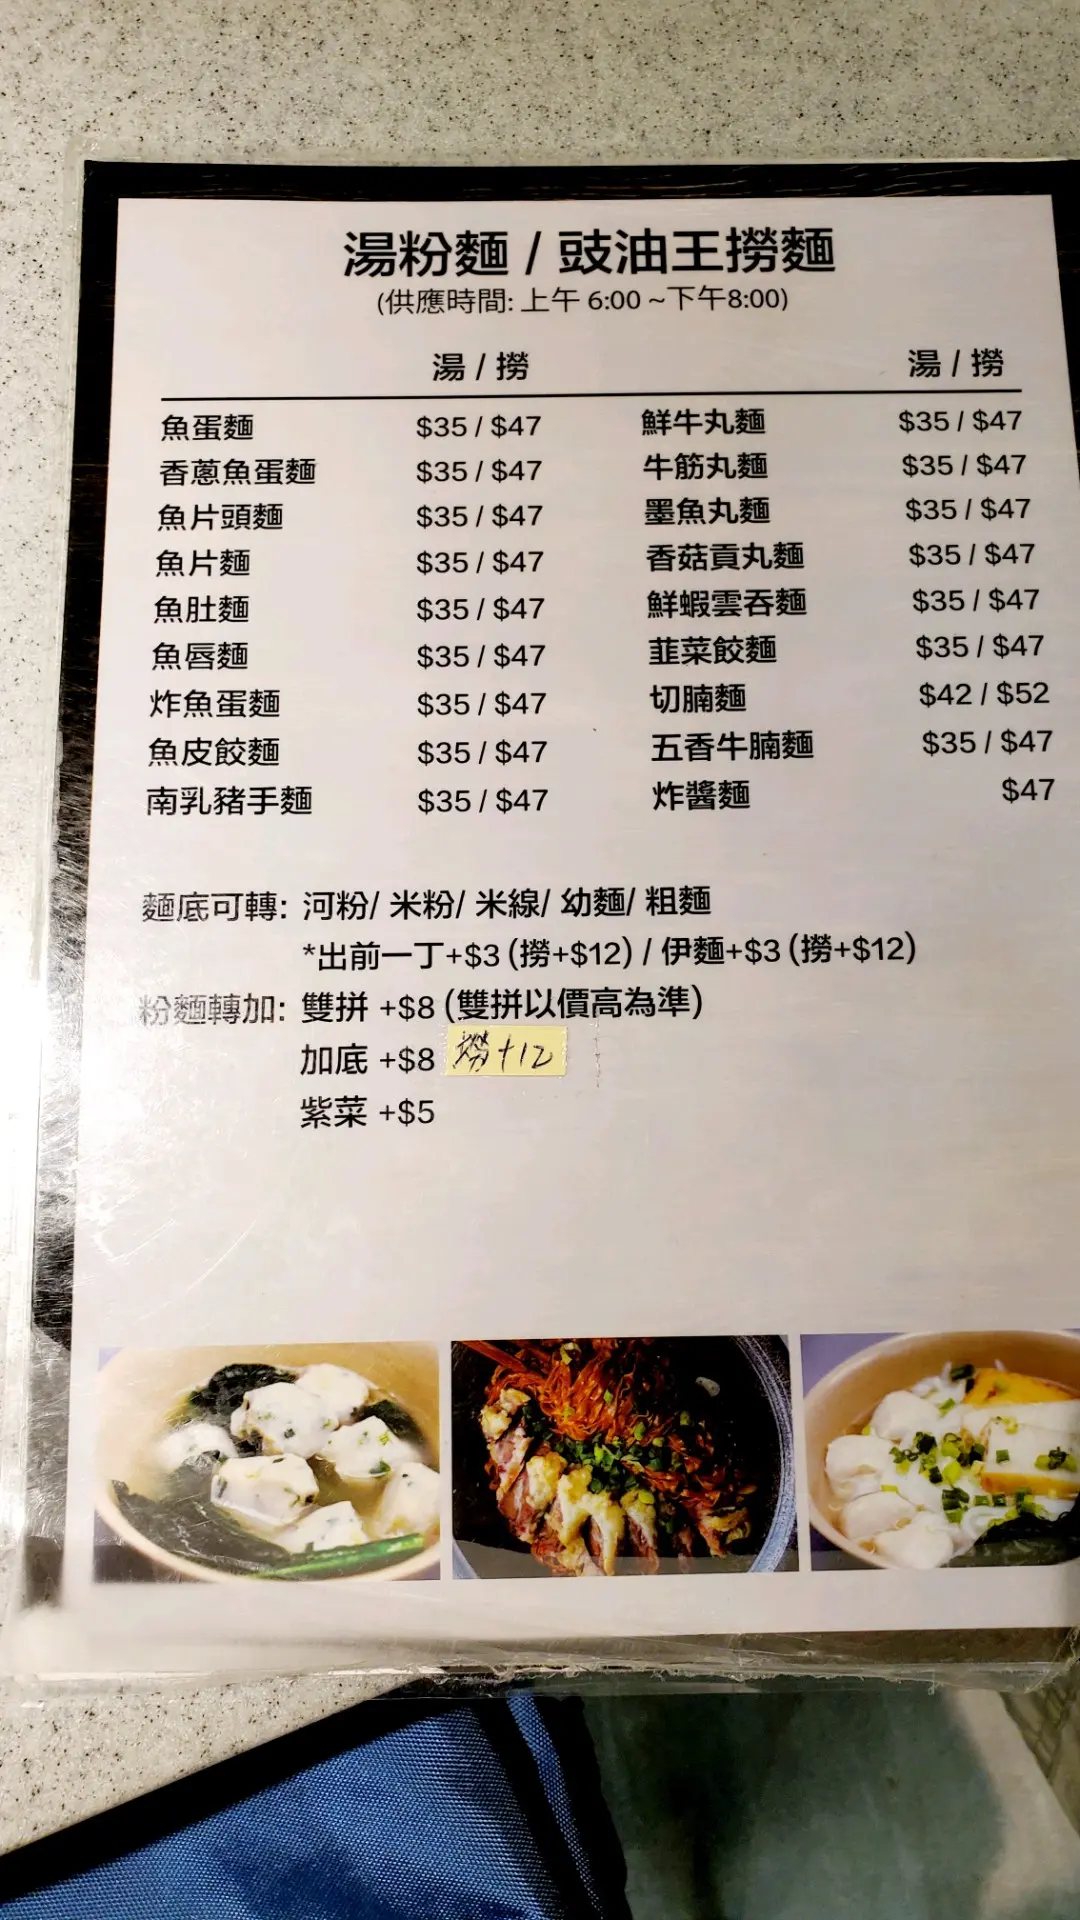 湯粉麵 / 豉油王撈麵
(供應時間: 上午 6:00 ~下午8:00)
湯 / 撈 湯 / 撈
魚蛋麵 $35 / $47 鮮牛丸麵 $35 / $47
香蔥魚蛋麵 $35 / $47 牛筋丸麵 $35 / $47
魚片頭麵 $35 / $47 墨魚丸麵 $35 / $47
魚片麵 $35 / $47 香菇貢丸麵 $35 / $47
魚肚麵 $35 / $47 鮮蝦雲吞麵 $35 / $47
魚唇麵 $35 / $47 韭菜餃麵 $35 / $47
炸魚蛋麵 $35 / $47 切腩麵 $42 / $52
魚皮餃麵 $35 / $47 五香牛腩麵 $35 / $47
南乳豬手麵 $35 / $47 炸醬麵 $47
麵底可轉: 河粉/ 米粉/ 米線/ 幼麵/ 粗麵
*出前一丁+$3 (撈+$12) / 伊麵+$3 (撈+$12)
粉麵轉加: 雙拼 +$8 (雙拼以價高為準)
加底 +$8 撈+12
紫菜 +$5